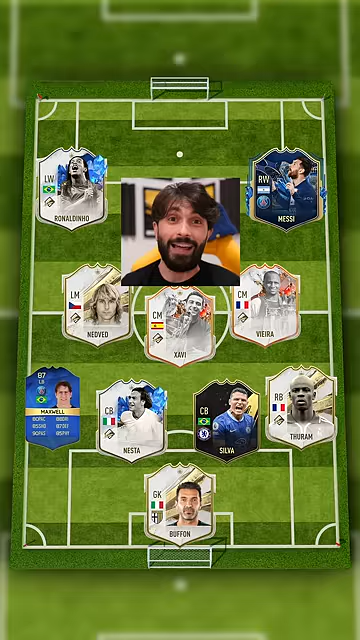 LW
RONALDINHO
RW
MESSI
LM
NEDVED
CM
XAVI
CM
VIEIRA
87
LB
MAXWELL
CB
NESTA
CB
SILVA
RB
THURAM
GK
BUFFON